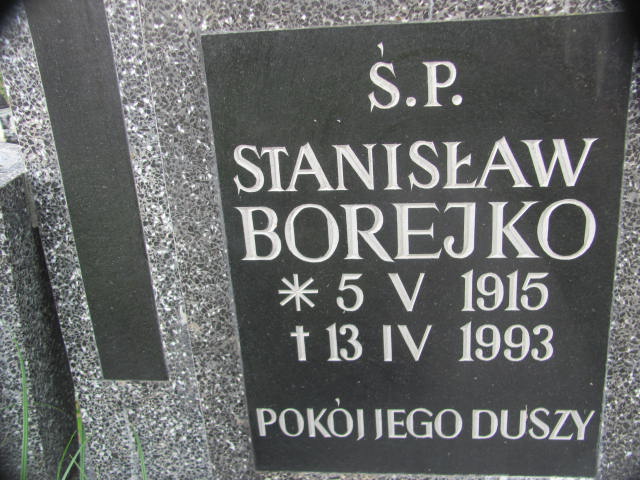 Ś.P.
STANISŁAW
BOREJKO
* 5 V 1915
† 13 IV 1993
POKÓJ JEGO DUSZY